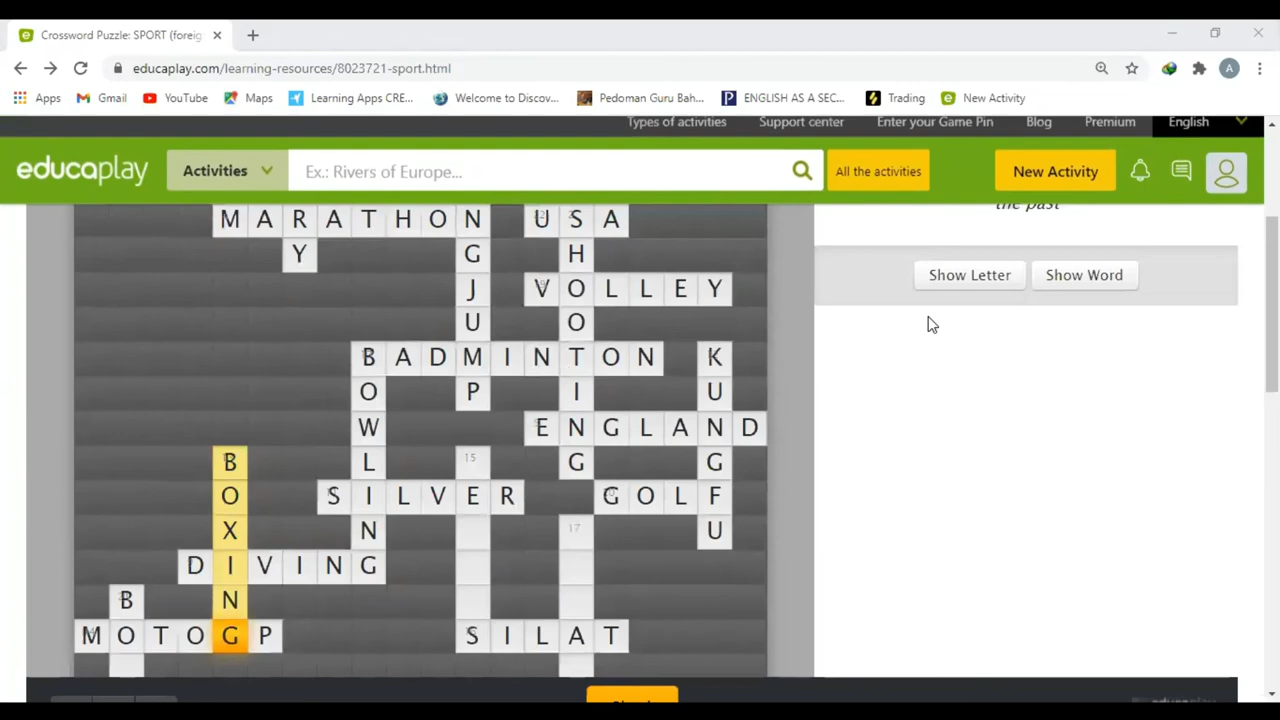 Crossword Puzzle: SPORT (foreig
educaplay.com/learning-resources/8023721-sport.html
A
Apps Gmail YouTube Maps Learning Apps CRE... Welcome to Discov... Pedoman Guru Bah... ENGLISH AS A SEC... Trading New Activity
Types of activities Support center Enter your Game Pin Blog Premium English
educaplay Activities Ex.: Rivers of Europe... All the activities New Activity
the past
Show Letter Show Word
MARATHON USA
Y G H
J VOLLEY
U O
BADMINTON K
O P I U
W ENGLAND
B L 15 G G
O SILVER GOLF
X N 17 U
DIVING
B N
MOTOGP SILAT